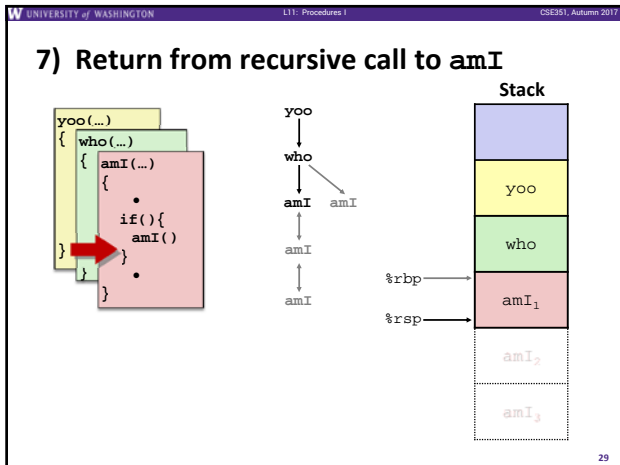 UNIVERSITY of WASHINGTON
L11: Procedures I
CSE351, Autumn 2017
7) Return from recursive call to amI
Stack
yoo(…)
{
}
who(…)
{
}
amI(…)
{
•
if(){
amI()
}
•
}
yoo
who
amI amI
amI
amI
yoo
who
%rbp
amI1
%rsp
amI2
amI3
29